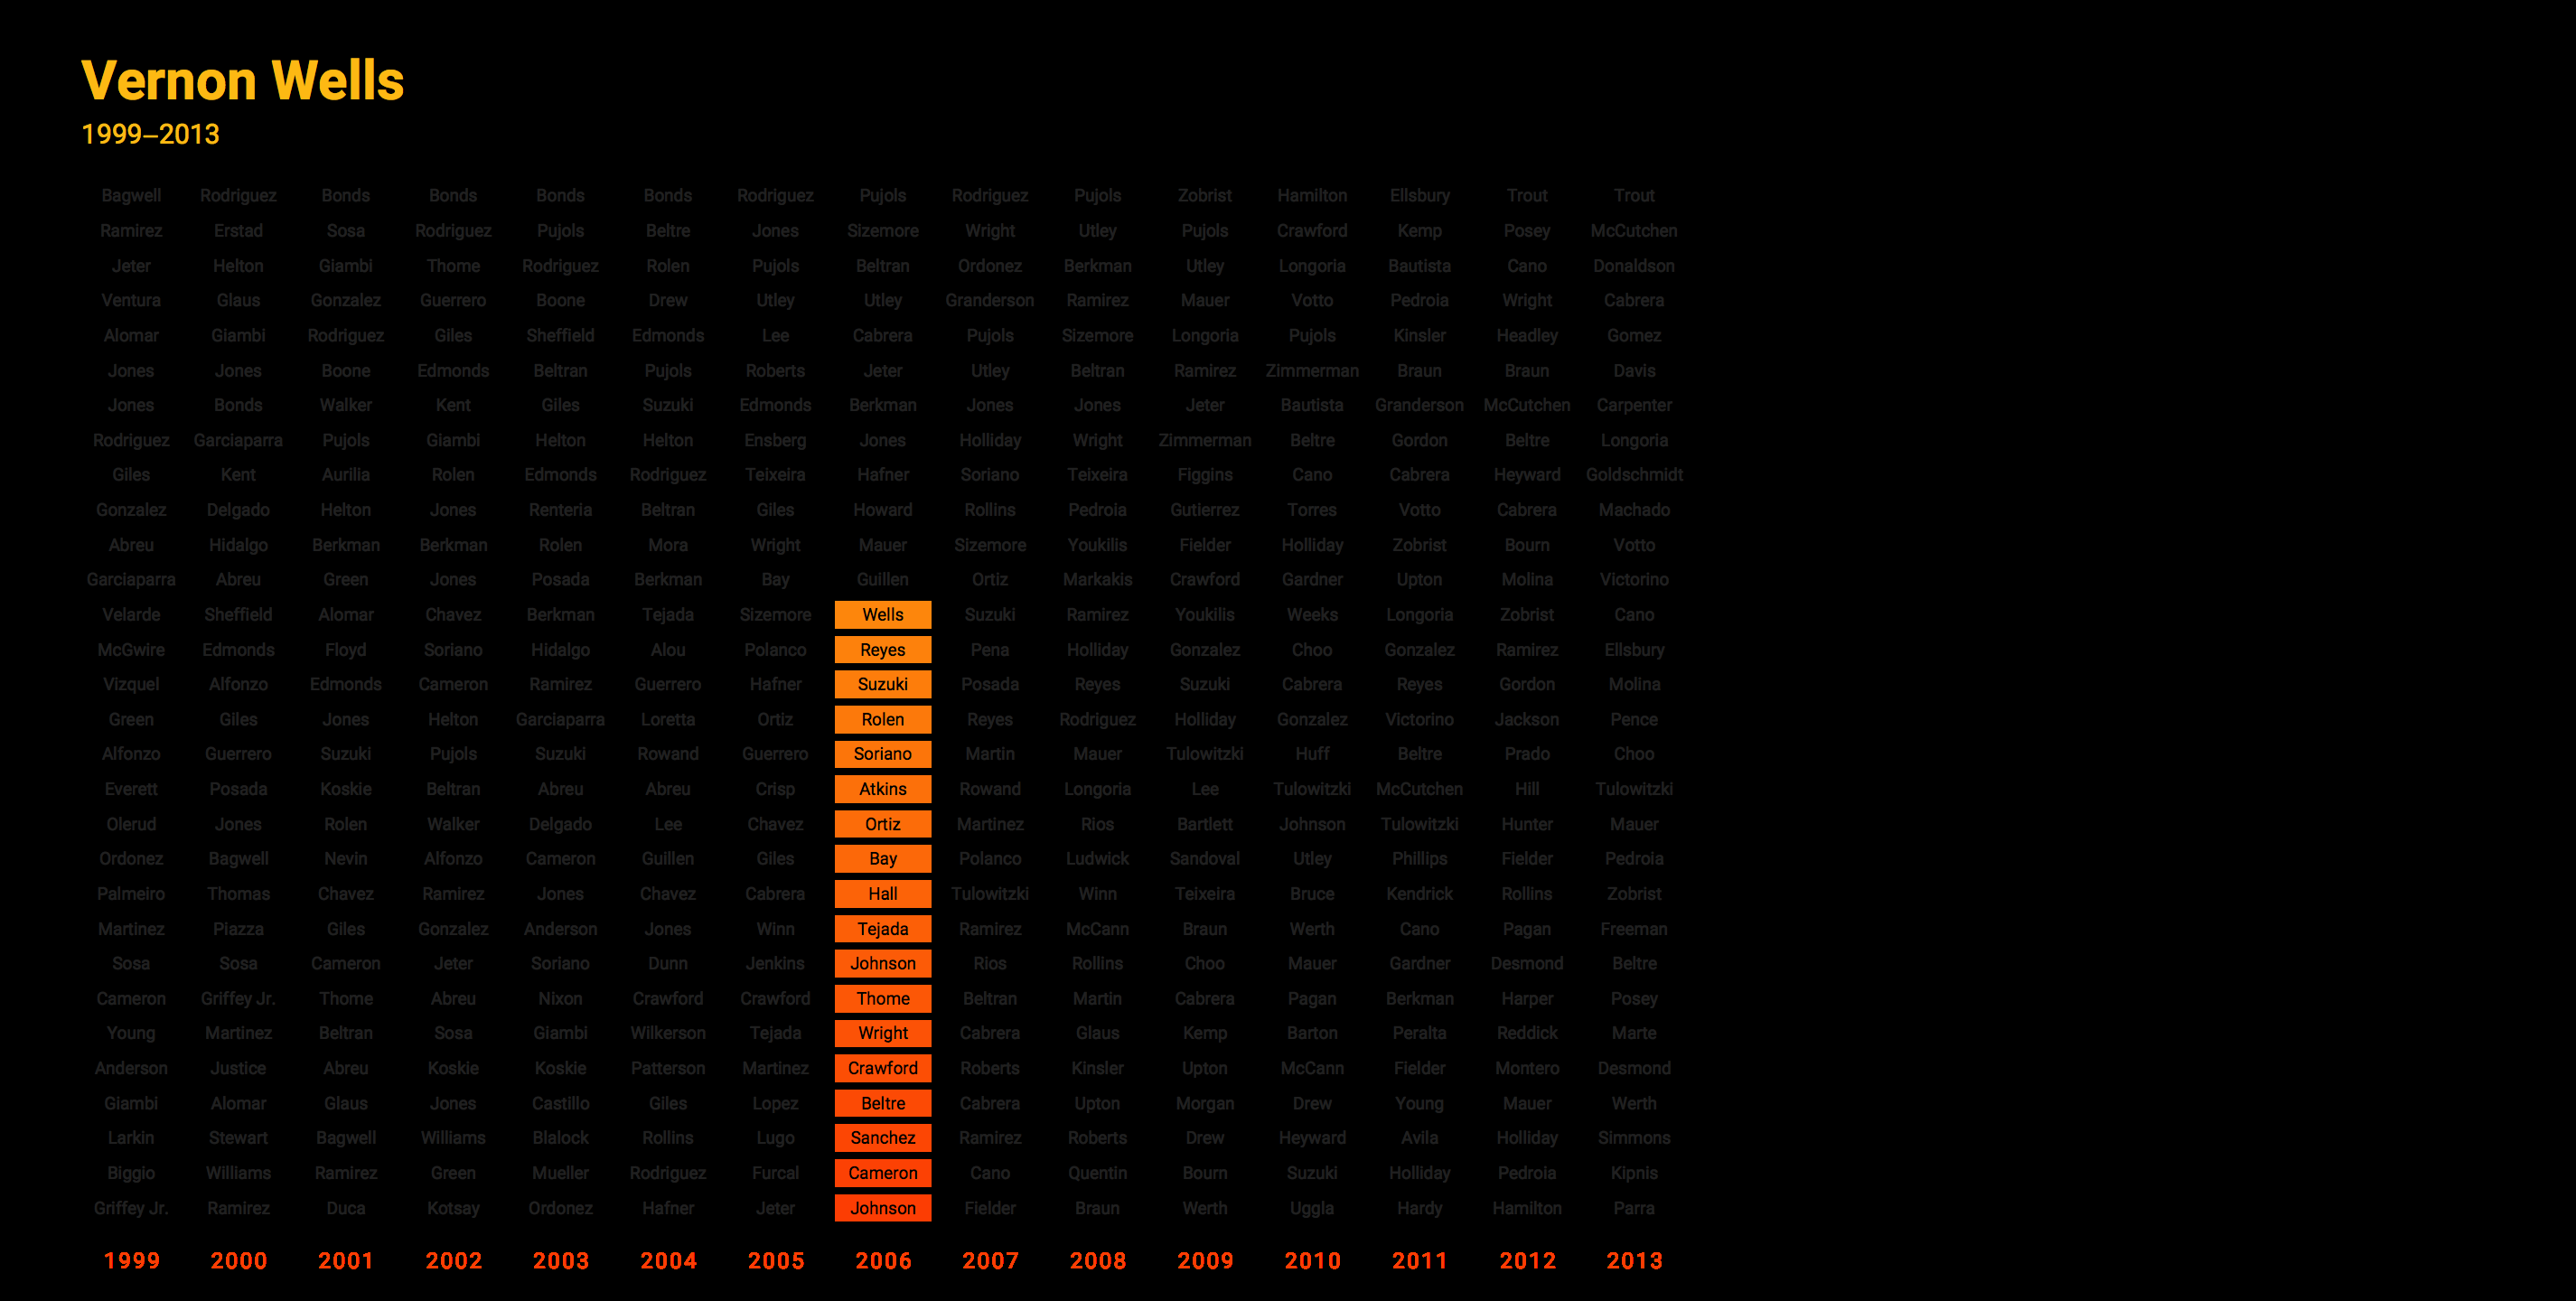 Vernon Wells
1999–2013
Bagwell Rodriguez Bonds Bonds Bonds Bonds Rodriguez Pujols Rodriguez Pujols Zobrist Hamilton Ellsbury Trout Trout
Ramirez Erstad Sosa Rodriguez Pujols Beltre Jones Sizemore Wright Utley Pujols Crawford Kemp Posey McCutchen
Jeter Helton Giambi Thome Rodriguez Rolen Pujols Beltran Ordonez Berkman Utley Longoria Bautista Cano Donaldson
Ventura Glaus Gonzalez Guerrero Boone Drew Utley Utley Granderson Ramirez Mauer Votto Pedroia Wright Cabrera
Alomar Giambi Rodriguez Giles Sheffield Edmonds Lee Cabrera Pujols Sizemore Longoria Pujols Kinsler Headley Gomez
Jones Jones Boone Edmonds Beltran Pujols Roberts Jeter Utley Beltran Ramirez Zimmerman Braun Braun Davis
Jones Bonds Walker Kent Giles Suzuki Edmonds Berkman Jones Jones Jeter Bautista Granderson McCutchen Carpenter
Rodriguez Garciaparra Pujols Giambi Helton Helton Ensberg Jones Holliday Wright Zimmerman Beltre Gordon Beltre Longoria
Giles Kent Aurilia Rolen Edmonds Rodriguez Teixeira Hafner Soriano Teixeira Figgins Cano Cabrera Heyward Goldschmidt
Gonzalez Delgado Helton Jones Renteria Beltran Giles Howard Rollins Pedroia Gutierrez Torres Votto Cabrera Machado
Abreu Hidalgo Berkman Berkman Rolen Mora Wright Mauer Sizemore Youkilis Fielder Holliday Zobrist Bourn Votto
Garciaparra Abreu Green Jones Posada Berkman Bay Guillen Ortiz Markakis Crawford Gardner Upton Molina Victorino
Velarde Sheffield Alomar Chavez Berkman Tejada Sizemore Wells Suzuki Ramirez Youkilis Weeks Longoria Zobrist Cano
McGwire Edmonds Floyd Soriano Hidalgo Alou Polanco Reyes Pena Holliday Gonzalez Choo Gonzalez Ramirez Ellsbury
Vizquel Alfonzo Edmonds Cameron Ramirez Guerrero Hafner Suzuki Posada Reyes Suzuki Cabrera Reyes Gordon Molina
Green Giles Jones Helton Garciaparra Loretta Ortiz Rolen Reyes Rodriguez Holliday Gonzalez Victorino Jackson Pence
Alfonzo Guerrero Suzuki Pujols Suzuki Rowand Guerrero Soriano Martin Mauer Tulowitzki Huff Beltre Prado Choo
Everett Posada Koskie Beltran Abreu Abreu Crisp Atkins Rowand Longoria Lee Tulowitzki McCutchen Hill Tulowitzki
Olerud Jones Rolen Walker Delgado Lee Chavez Ortiz Martinez Rios Bartlett Johnson Tulowitzki Hunter Mauer
Ordonez Bagwell Nevin Alfonzo Cameron Guillen Giles Bay Polanco Ludwick Sandoval Utley Phillips Fielder Pedroia
Palmeiro Thomas Chavez Ramirez Jones Chavez Cabrera Hall Tulowitzki Winn Teixeira Bruce Kendrick Rollins Zobrist
Martinez Piazza Giles Gonzalez Anderson Jones Winn Tejada Ramirez McCann Braun Werth Cano Pagan Freeman
Sosa Sosa Cameron Jeter Soriano Dunn Jenkins Johnson Rios Rollins Choo Mauer Gardner Desmond Beltre
Cameron Griffey Jr. Thome Abreu Nixon Crawford Crawford Thome Beltran Martin Cabrera Pagan Berkman Harper Posey
Young Martinez Beltran Sosa Giambi Wilkerson Tejada Wright Cabrera Glaus Kemp Barton Peralta Reddick Marte
Anderson Justice Abreu Koskie Koskie Patterson Martinez Crawford Roberts Kinsler Upton McCann Fielder Montero Desmond
Giambi Alomar Glaus Jones Castillo Giles Lopez Beltre Cabrera Upton Morgan Drew Young Mauer Werth
Larkin Stewart Bagwell Williams Blalock Rollins Lugo Sanchez Ramirez Roberts Drew Heyward Avila Holliday Simmons
Biggio Williams Ramirez Green Mueller Rodriguez Furcal Cameron Cano Quentin Bourn Suzuki Holliday Pedroia Kipnis
Griffey Jr. Ramirez Duca Kotsay Ordonez Hafner Jeter Johnson Fielder Braun Werth Uggla Hardy Hamilton Parra
1999 2000 2001 2002 2003 2004 2005 2006 2007 2008 2009 2010 2011 2012 2013